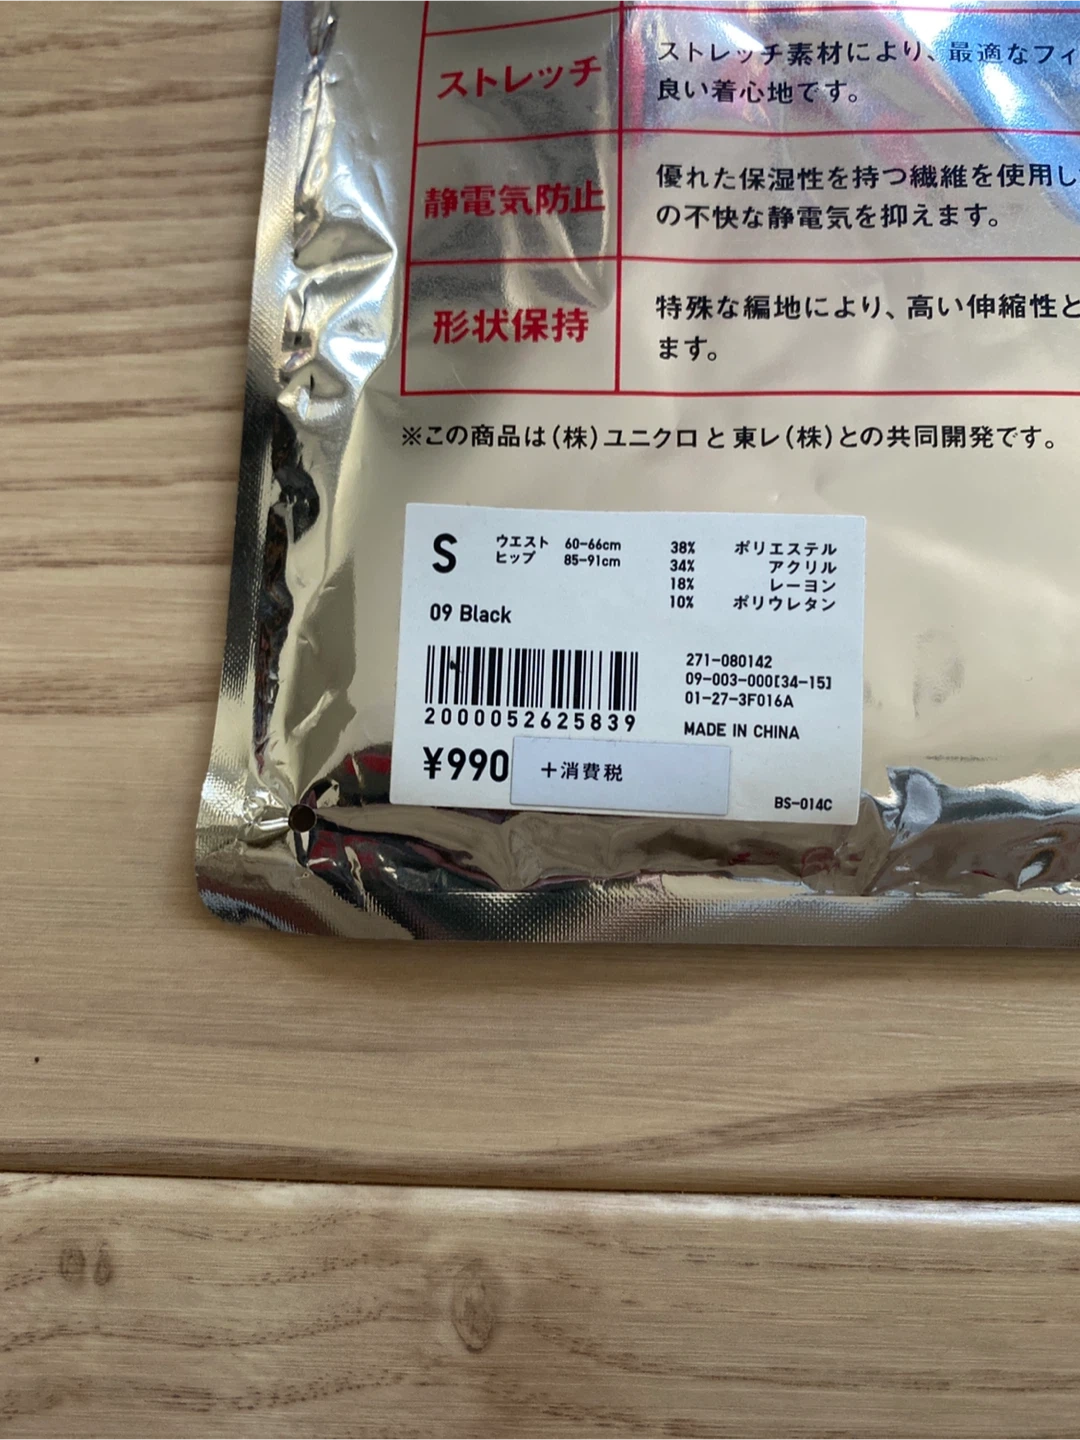 ストレッチ
ストレッチ素材により、最適なフィ
良い着心地です。
静電気防止
優れた保湿性を持つ繊維を使用し
の不快な静電気を抑えます。
形状保持
特殊な編地により、高い伸縮性と
ます。
※この商品は(株)ユニクロと東レ(株)との共同開発です。
S
ウエスト 60-66cm
ヒップ 85-91cm
38% ポリエステル
34% アクリル
18% レーヨン
10% ポリウレタン
09 Black
2000052625839
271-080142
09-003-000[34-15]
01-27-3F016A
MADE IN CHINA
¥990 +消費税
BS-014C